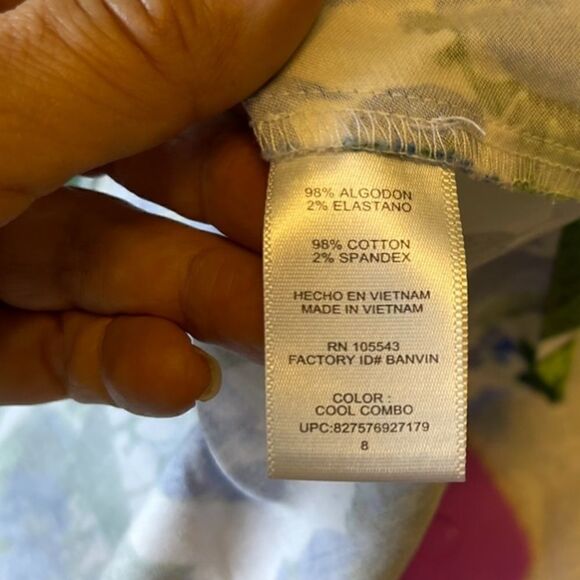 98% ALGODON
2% ELASTANO
98% COTTON
2% SPANDEX
HECHO EN VIETNAM
MADE IN VIETNAM
RN 105543
FACTORY ID# BANVIN
COLOR :
COOL COMBO
UPC:827576927179
8